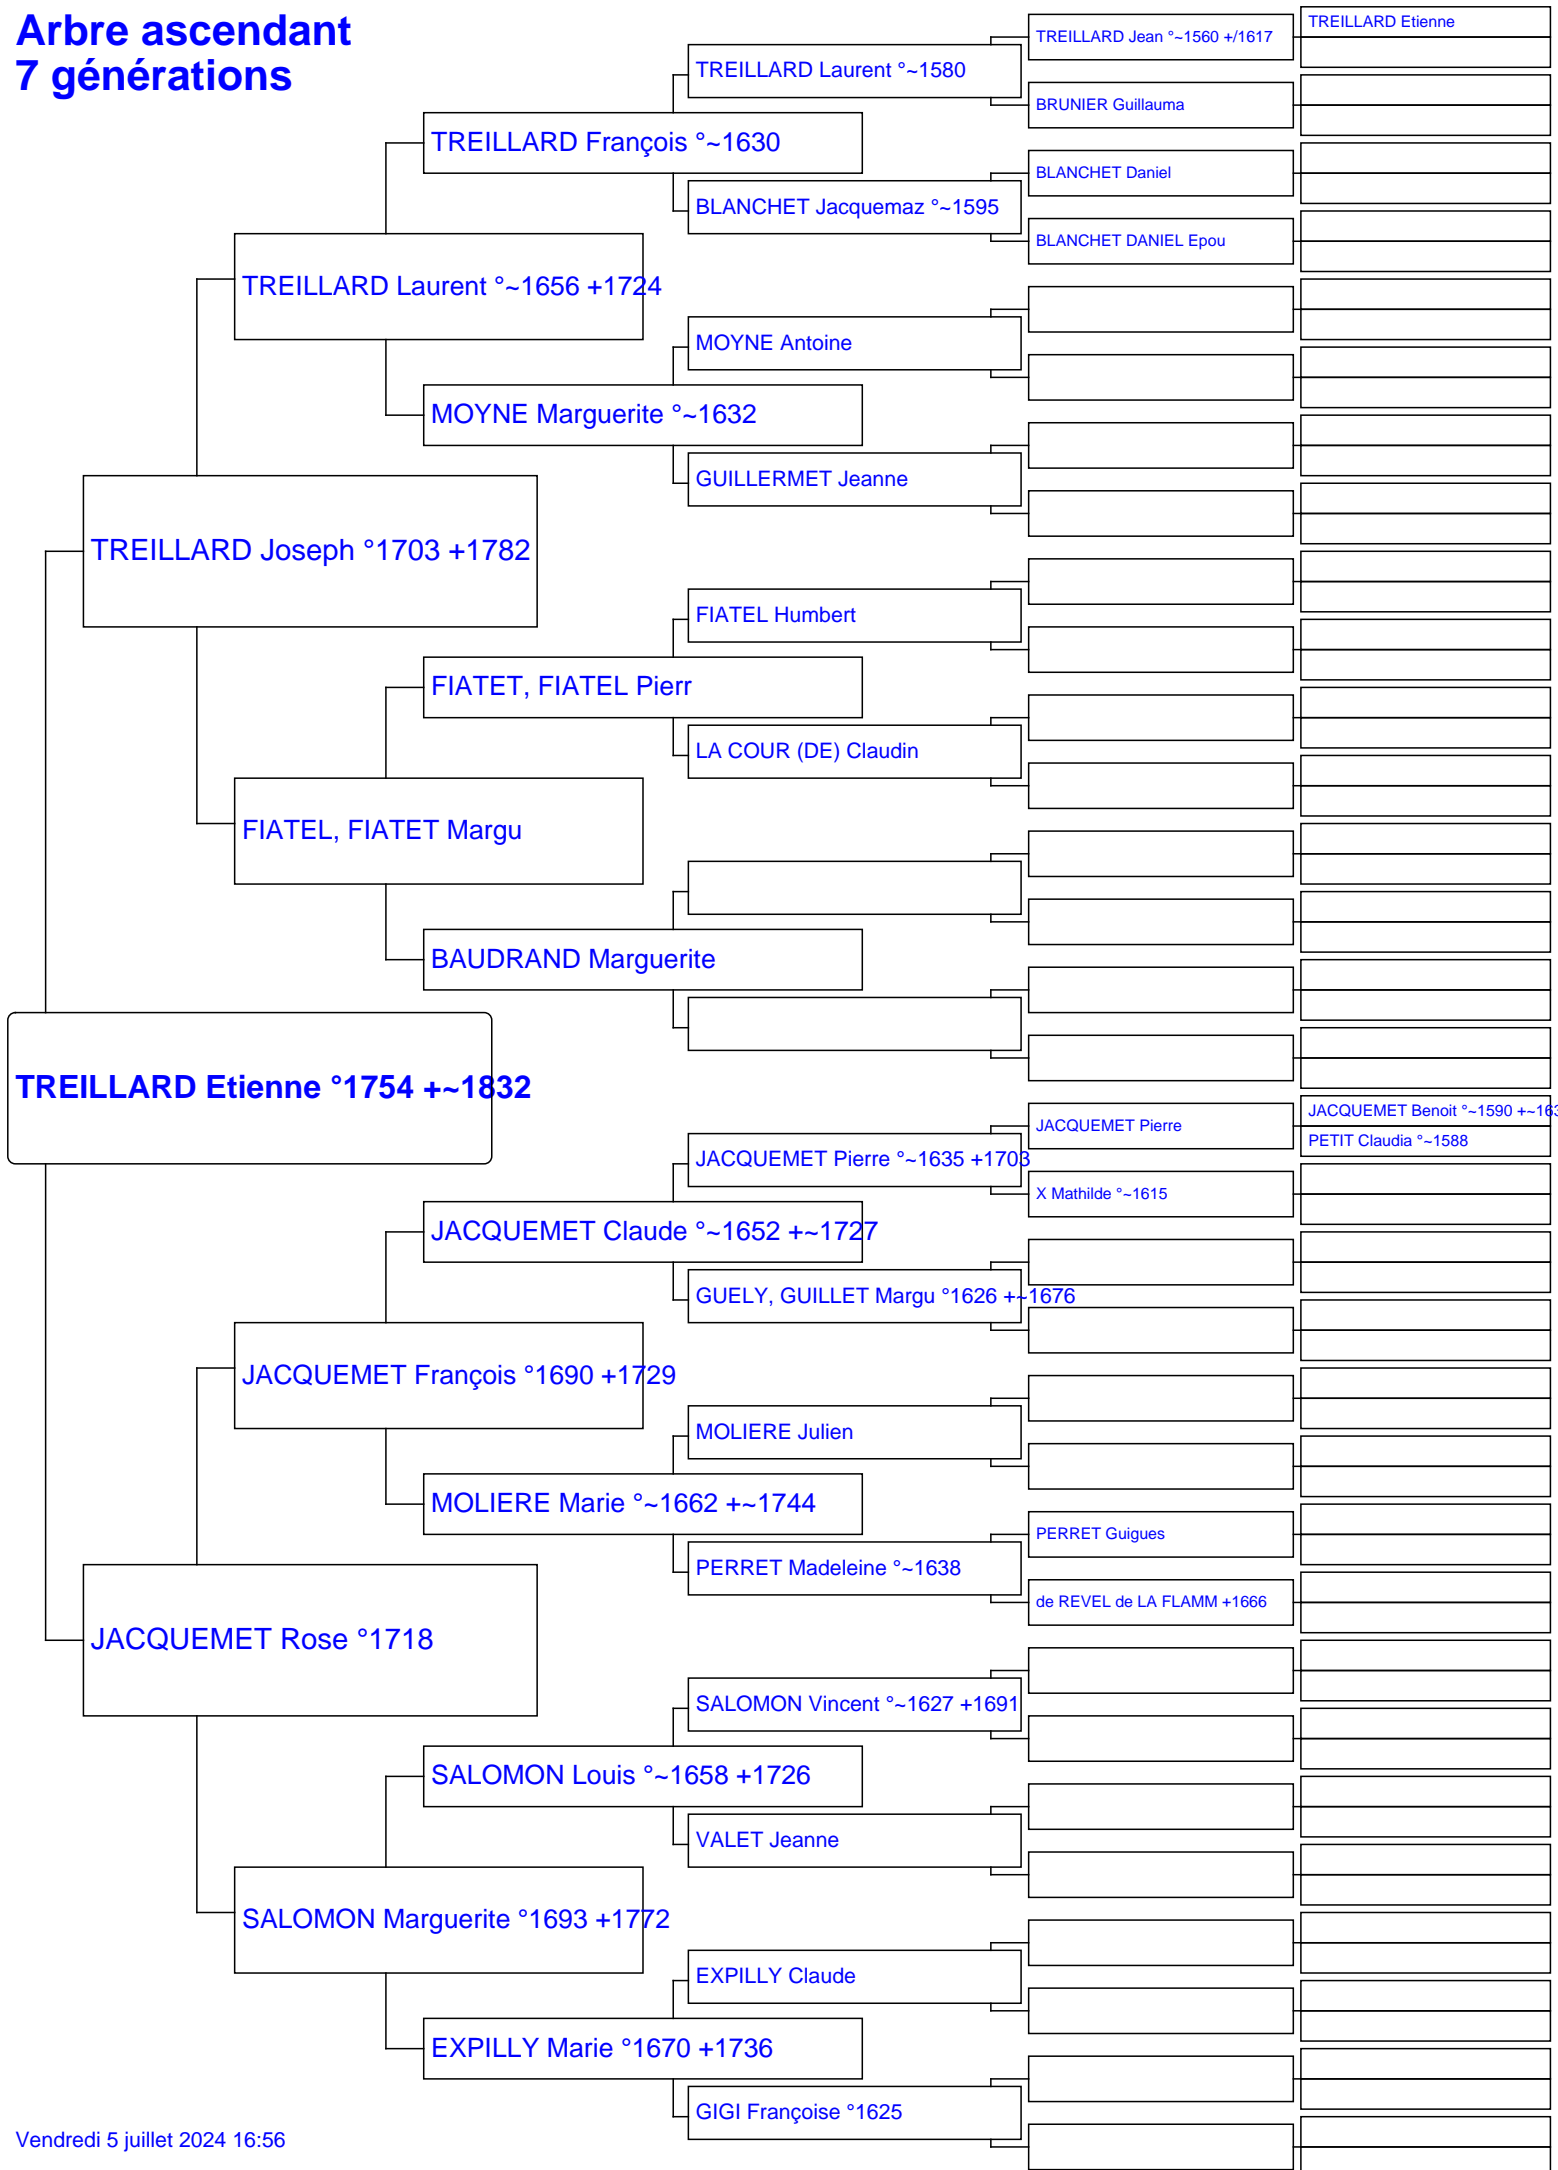 Arbre ascendant
7 générations
TREILLARD Etienne
TREILLARD Jean °~1560 +/1617
TREILLARD Laurent °~1580
BRUNIER Guillauma
TREILLARD François °~1630
BLANCHET Daniel
BLANCHET Jacquemaz °~1595
BLANCHET DANIEL Epou
TREILLARD Laurent °~1656 +1724
MOYNE Antoine
MOYNE Marguerite °~1632
GUILLERMET Jeanne
TREILLARD Joseph °1703 +1782
FIATEL Humbert
FIATET, FIATEL Pierr
LA COUR (DE) Claudin
FIATEL, FIATET Margu
BAUDRAND Marguerite
TREILLARD Etienne °1754 +~1832
JACQUEMET Benoit °~1590 +~163
JACQUEMET Pierre
PETIT Claudia °~1588
JACQUEMET Pierre °~1635 +1703
X Mathilde °~1615
JACQUEMET Claude °~1652 +~1727
GUELY, GUILLET Margu °1626 +~1676
JACQUEMET François °1690 +1729
MOLIERE Julien
MOLIERE Marie °~1662 +~1744
PERRET Guigues
PERRET Madeleine °~1638
de REVEL de LA FLAMM +1666
JACQUEMET Rose °1718
SALOMON Vincent °~1627 +1691
SALOMON Louis °~1658 +1726
VALET Jeanne
SALOMON Marguerite °1693 +1772
EXPILLY Claude
EXPILLY Marie °1670 +1736
GIGI Françoise °1625
Vendredi 5 juillet 2024 16:56